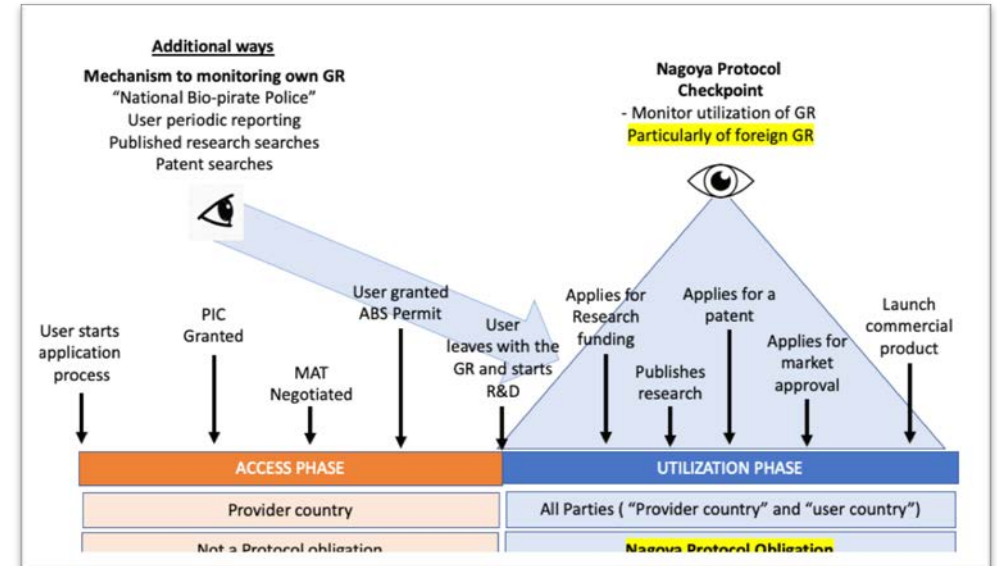 Additional ways
Mechanism to monitoring own GR
“National Bio-pirate Police”
User periodic reporting
Published research searches
Patent searches
Nagoya Protocol
Checkpoint
- Monitor utilization of GR
Particularly of foreign GR
User starts
application
process
PIC
Granted
MAT
Negotiated
User granted
ABS Permit
User
leaves with the
GR and starts
R&D
Applies for
Research
funding
Publishes
research
Applies for a
patent
Applies for
market
approval
Launch
commercial
product
ACCESS PHASE
UTILIZATION PHASE
Provider country
All Parties ( “Provider country” and “user country”)
Not a Protocol obligation
Nagoya Protocol Obligation